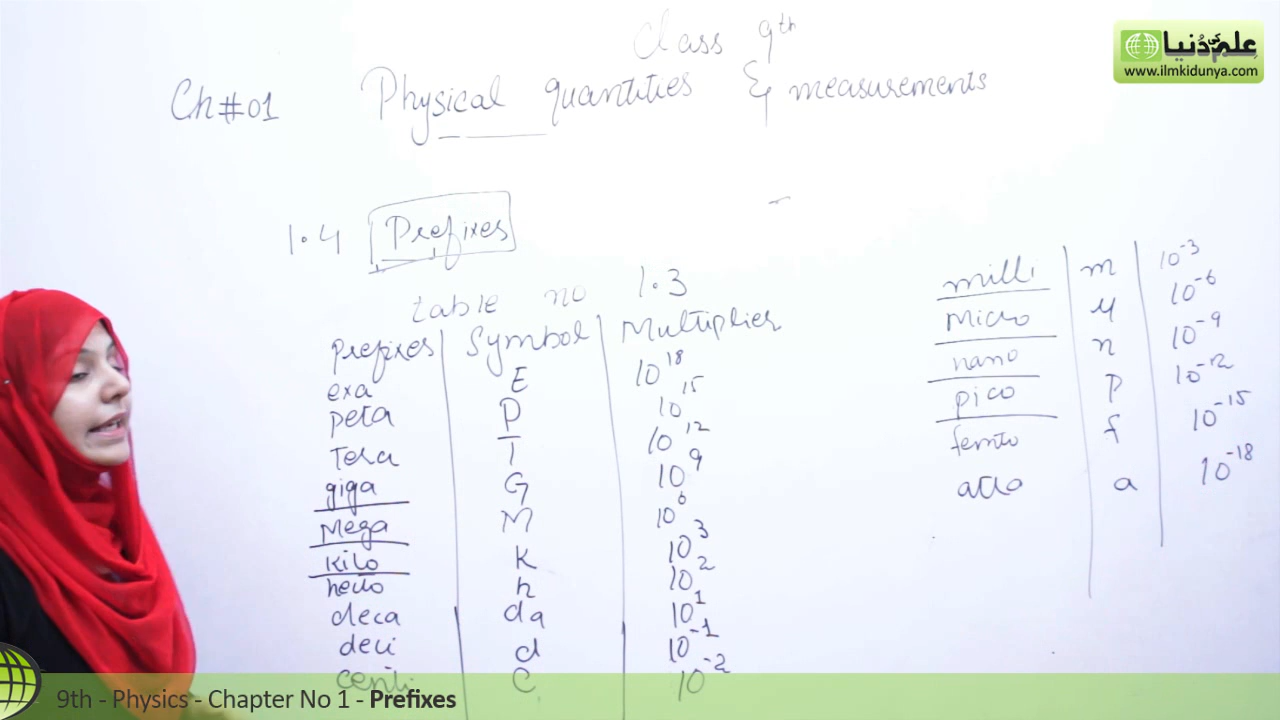 Class 9th
علم کی دُنیا
www.ilmkidunya.com
Ch#01 Physical quantities & measurements
1.4 Prefixes
table no 1.3
Prefixes Symbol Multiplier
exa E 10^18
peta P 10^15
Tera T 10^12
giga G 10^9
Mega M 10^6
kilo K 10^3
hecto h 10^2
deca da 10^1
deci d 10^-1
centi C 10^-2
milli m 10^-3
Micro μ 10^-6
nano n 10^-9
pico p 10^-12
femto f 10^-15
atto a 10^-18
9th - Physics - Chapter No 1 - Prefixes